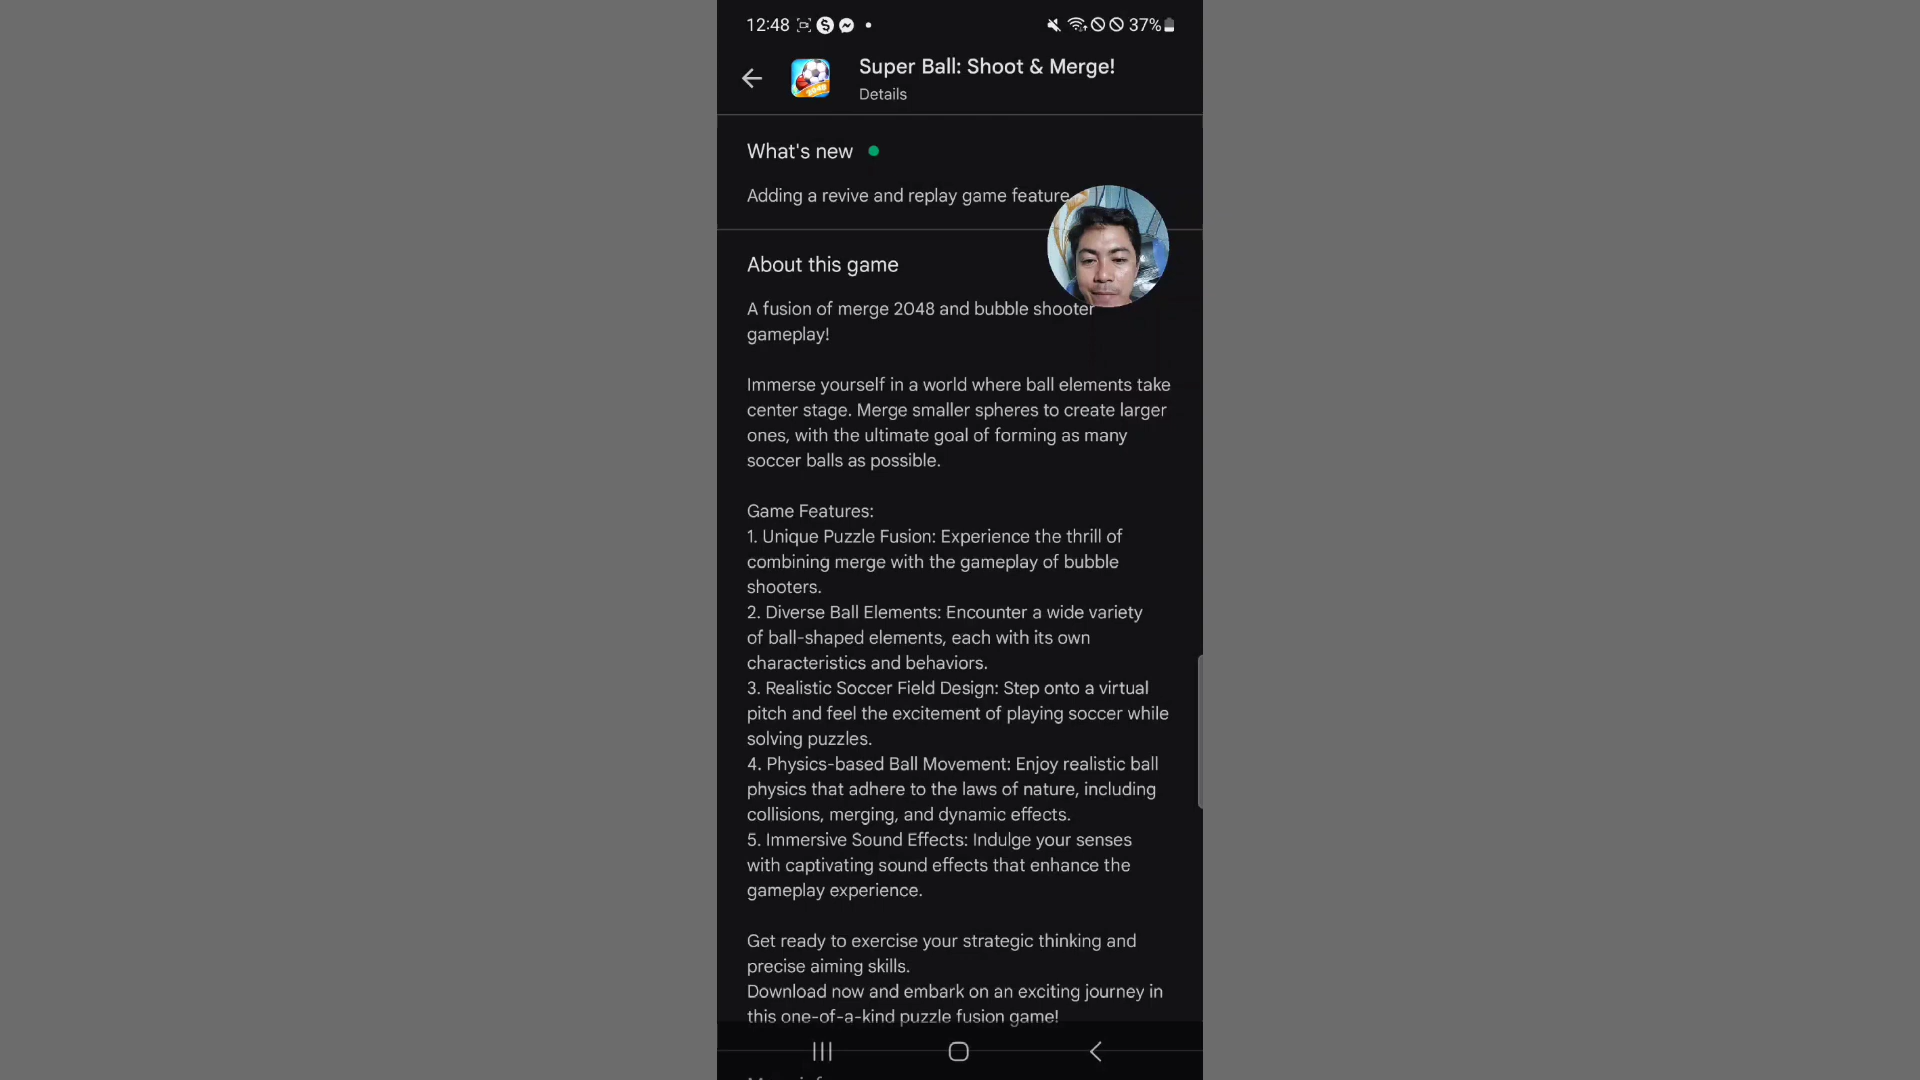 12:48
37%
Super Ball: Shoot & Merge!
Details
What's new
Adding a revive and replay game feature
About this game
A fusion of merge 2048 and bubble shooter
gameplay!
Immerse yourself in a world where ball elements take
center stage. Merge smaller spheres to create larger
ones, with the ultimate goal of forming as many
soccer balls as possible.
Game Features:
1. Unique Puzzle Fusion: Experience the thrill of
combining merge with the gameplay of bubble
shooters.
2. Diverse Ball Elements: Encounter a wide variety
of ball-shaped elements, each with its own
characteristics and behaviors.
3. Realistic Soccer Field Design: Step onto a virtual
pitch and feel the excitement of playing soccer while
solving puzzles.
4. Physics-based Ball Movement: Enjoy realistic ball
physics that adhere to the laws of nature, including
collisions, merging, and dynamic effects.
5. Immersive Sound Effects: Indulge your senses
with captivating sound effects that enhance the
gameplay experience.
Get ready to exercise your strategic thinking and
precise aiming skills.
Download now and embark on an exciting journey in
this one-of-a-kind puzzle fusion game!